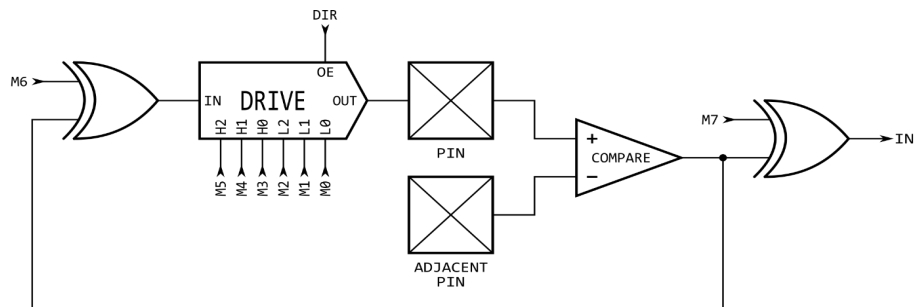 DIR
M6
OE
IN
DRIVE
OUT
H2
H1
H0
L2
L1
L0
M5
M4
M3
M2
M1
M0
PIN
ADJACENT
PIN
+
COMPARE
−
M7
IN